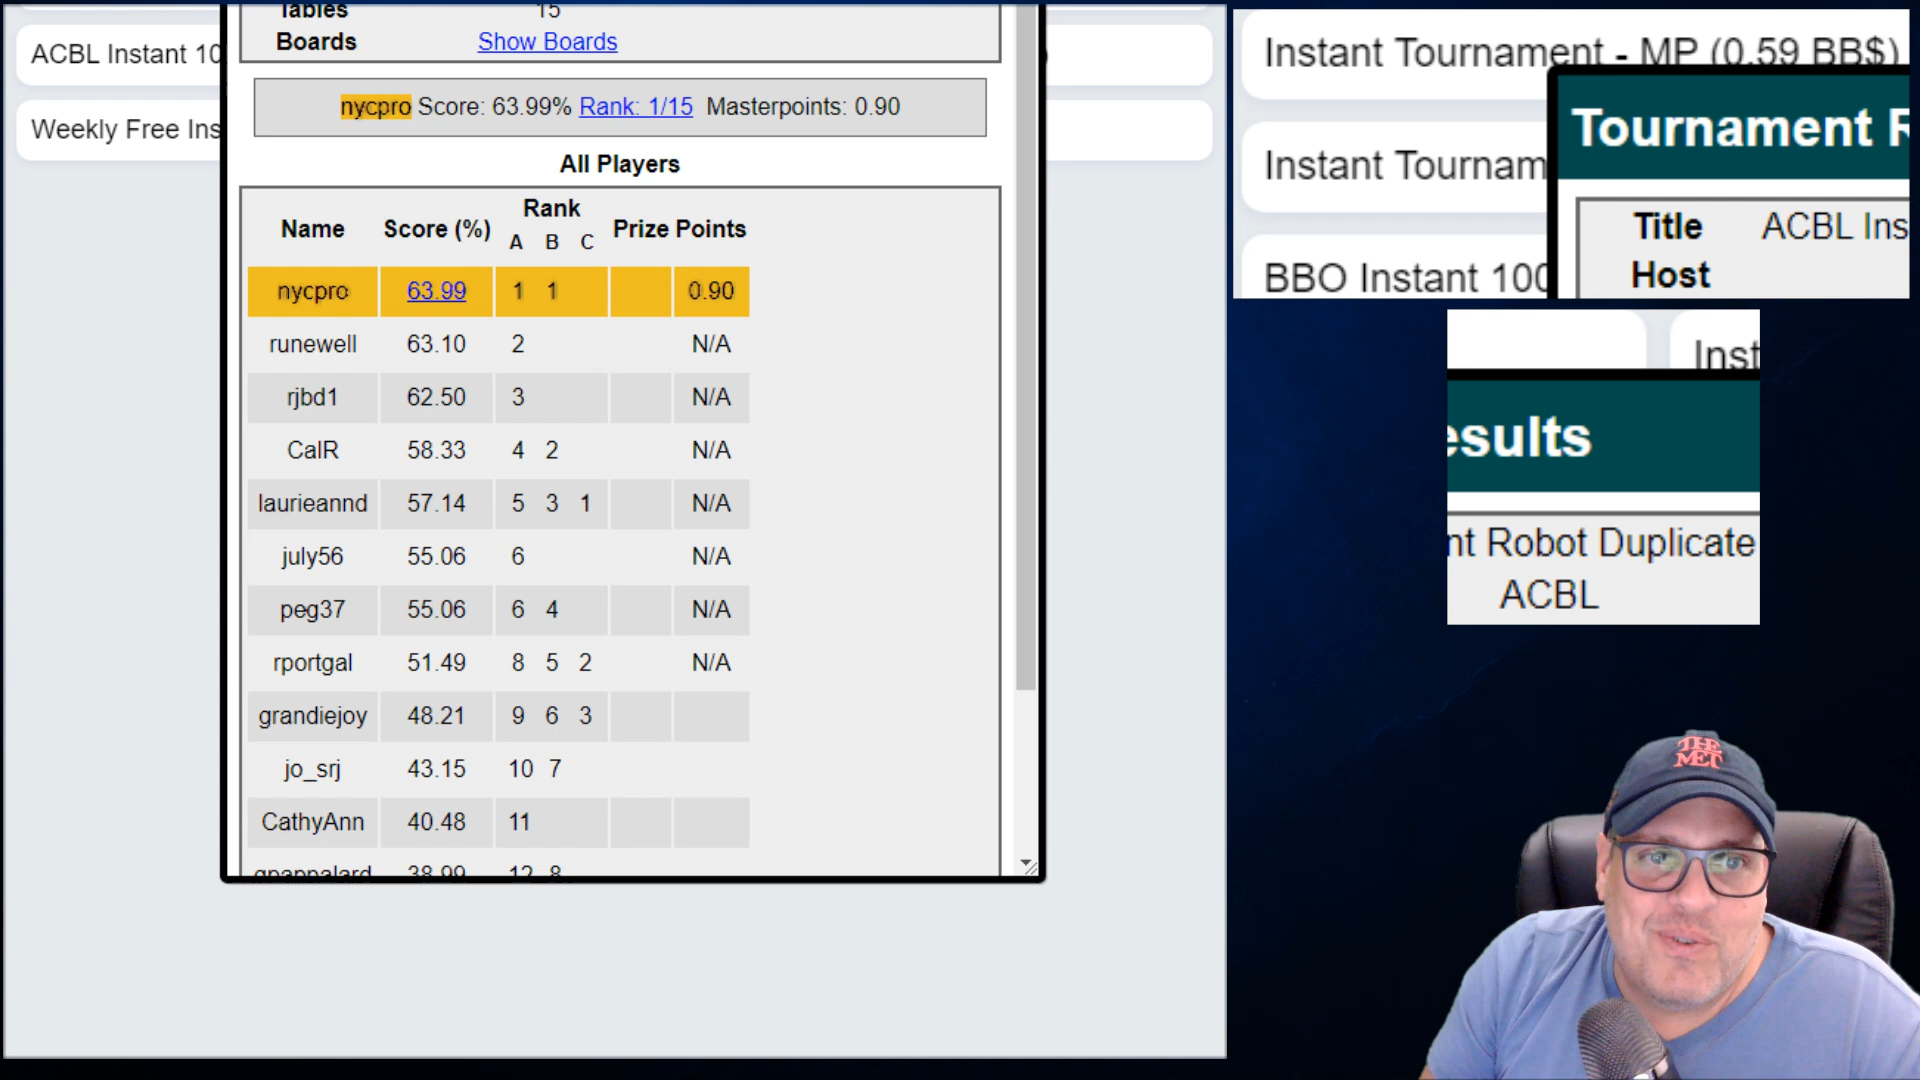 Tables 15
ACBL Instant 10
Boards Show Boards
Weekly Free Ins
nycpro Score: 63.99% Rank: 1/15 Masterpoints: 0.90
All Players
Name Score (%) Rank Prize Points
A B C
nycpro 63.99 1 1 0.90
runewell 63.10 2 N/A
rjbd1 62.50 3 N/A
CalR 58.33 4 2 N/A
laurieannd 57.14 5 3 1 N/A
july56 55.06 6 N/A
peg37 55.06 6 4 N/A
rportgal 51.49 8 5 2 N/A
grandiejoy 48.21 9 6 3
jo_srj 43.15 10 7
CathyAnn 40.48 11
gpappalard 38.99 12 8
Instant Tournament - MP (0.59 BB$)
Instant Tournam
BBO Instant 100
Tournament R
Title ACBL Ins
Host
Inst
esults
nt Robot Duplicate
ACBL
THE
MET